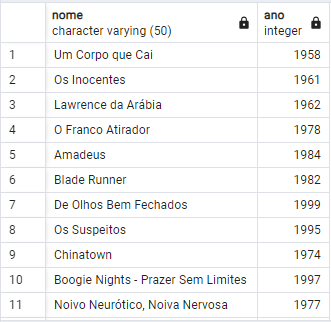 nome ano
character varying (50) integer
1 Um Corpo que Cai 1958
2 Os Inocentes 1961
3 Lawrence da Arábia 1962
4 O Franco Atirador 1978
5 Amadeus 1984
6 Blade Runner 1982
7 De Olhos Bem Fechados 1999
8 Os Suspeitos 1995
9 Chinatown 1974
10 Boogie Nights - Prazer Sem Limites 1997
11 Noivo Neurótico, Noiva Nervosa 1977